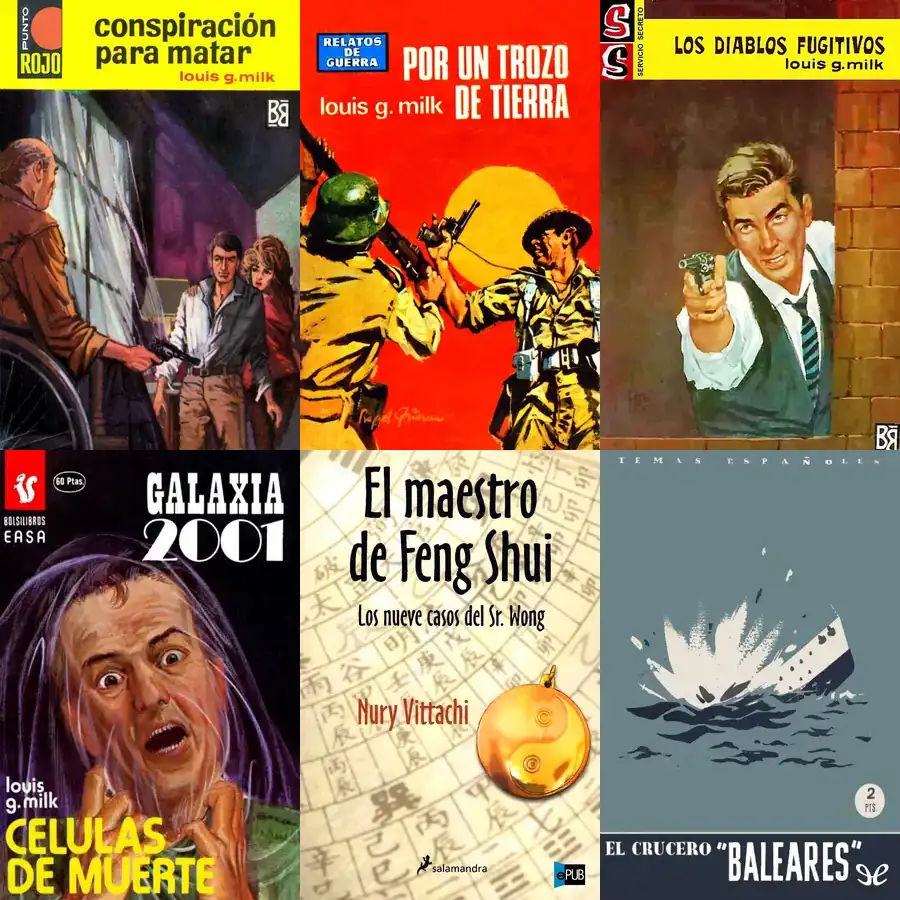 PUNTO
ROJO
conspiración
para matar
louis g.milk
BB
RELATOS
DE
GUERRA
POR UN TROZO
DE TIERRA
louis g. milk
SS
SERVICIO SECRETO
LOS DIABLOS FUGITIVOS
louis g. milk
BB
60 Ptas.
BOLSILIBROS
EASA
GALAXIA
2001
louis
g.milk
CELULAS
DE MUERTE
El maestro
de Feng Shui
Los nueve casos del Sr. Wong
Nury Vittachi
salamandra
ePUB
TEMAS ESPAÑOLES
2
PTS.
EL CRUCERO "BALEARES"